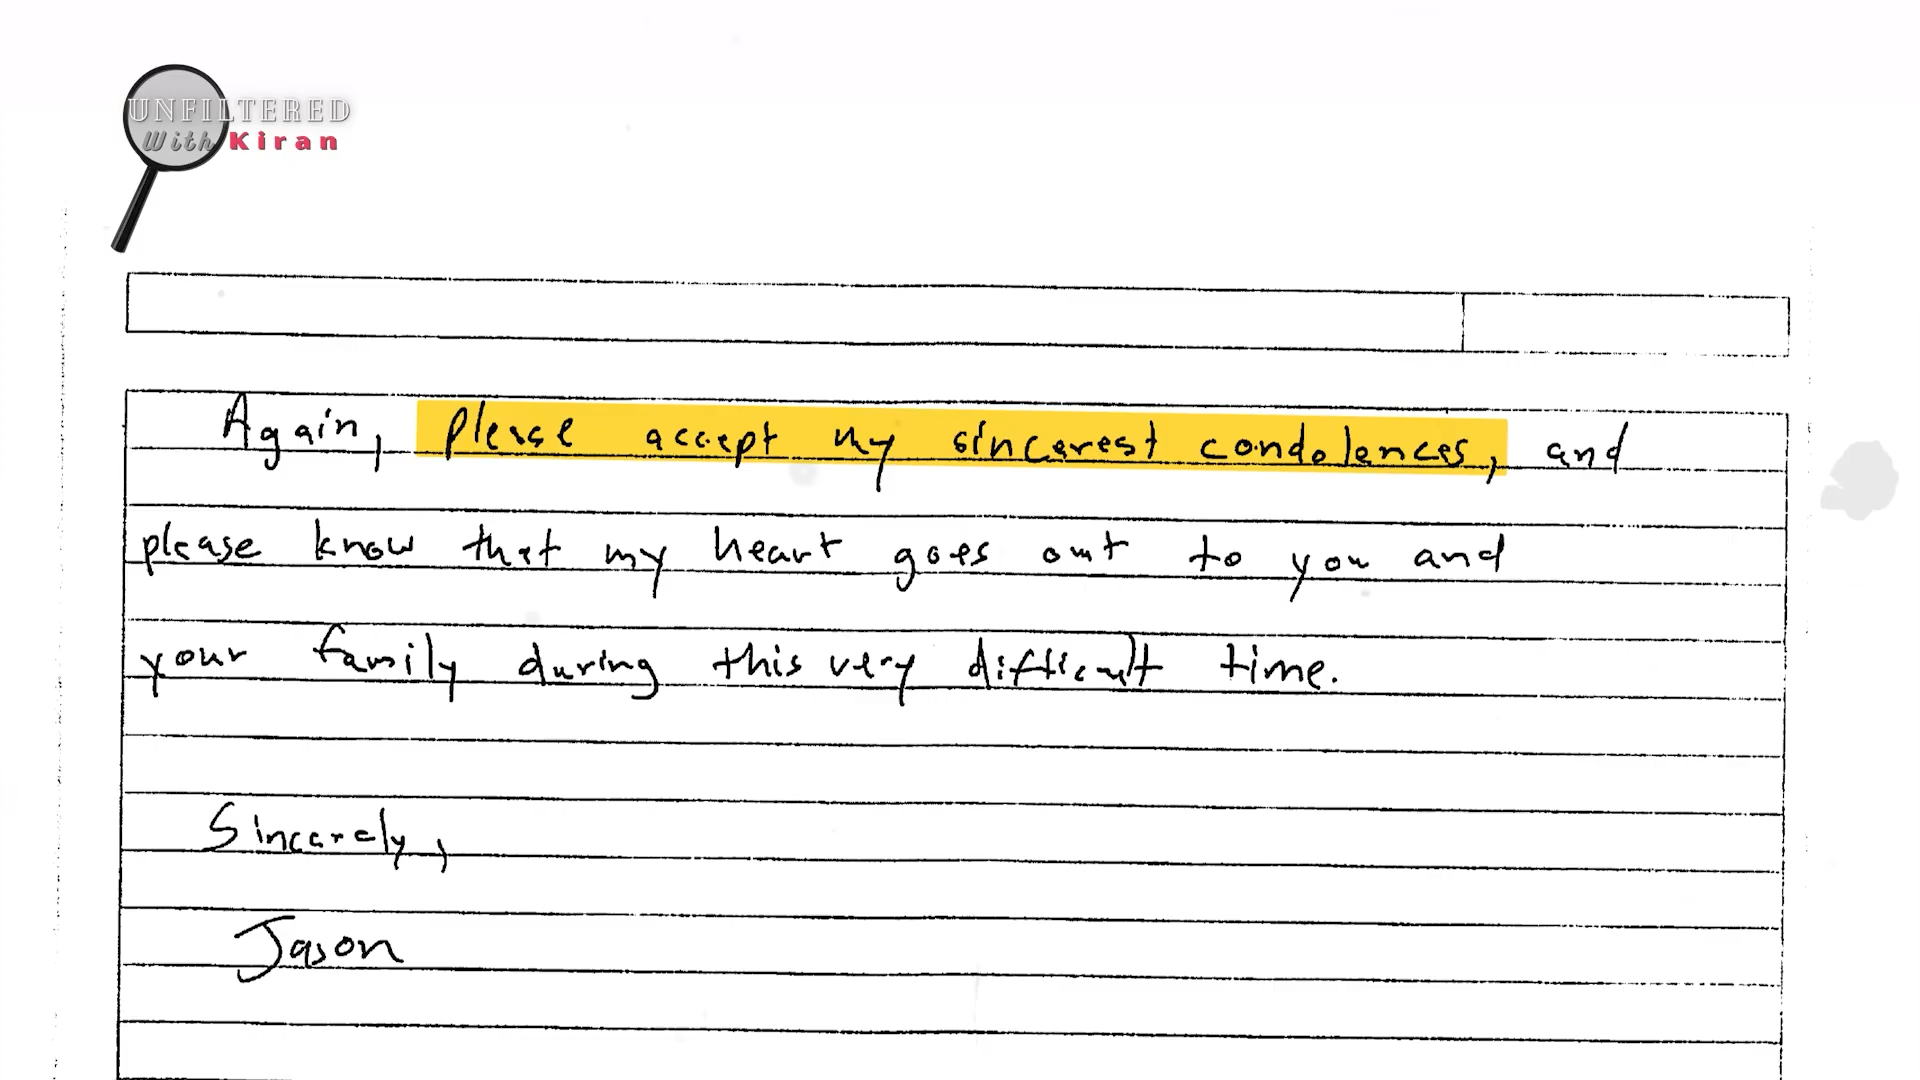 UNFILTERED
With Kiran
Again, please accept my sincerest condolences, and
please know that my heart goes out to you and
your family during this very difficult time.
Sincerely,
Jason